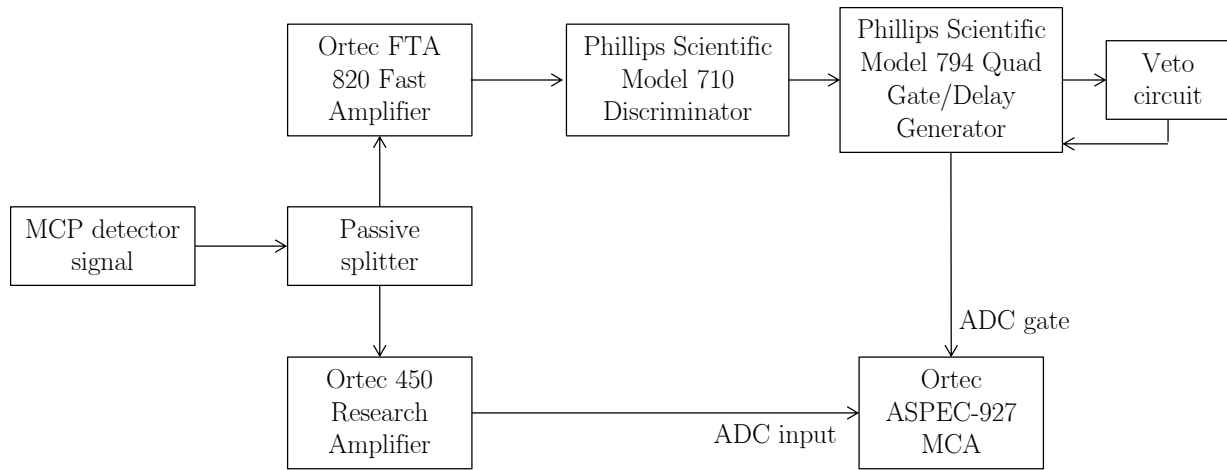 Ortec FTA
820 Fast
Amplifier
Phillips Scientific
Model 710
Discriminator
Phillips Scientific
Model 794 Quad
Gate/Delay
Generator
Veto
circuit
MCP detector
signal
Passive
splitter
ADC gate
Ortec 450
Research
Amplifier
ADC input
Ortec
ASPEC-927
MCA